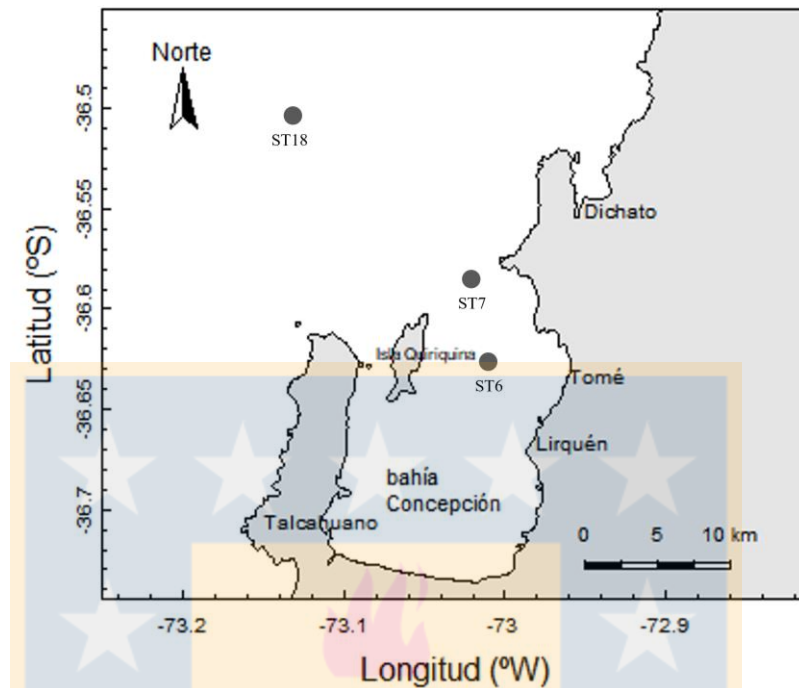 Norte
ST18
Dichato
ST7
Isla Quiriquina
ST6
Tomé
Lirquén
bahía
Concepción
Talcahuano
0 5 10 km
-36.5
-36.55
-36.6
-36.65
-36.7
Latitud (ºS)
-73.2 -73.1 -73 -72.9
Longitud (ºW)